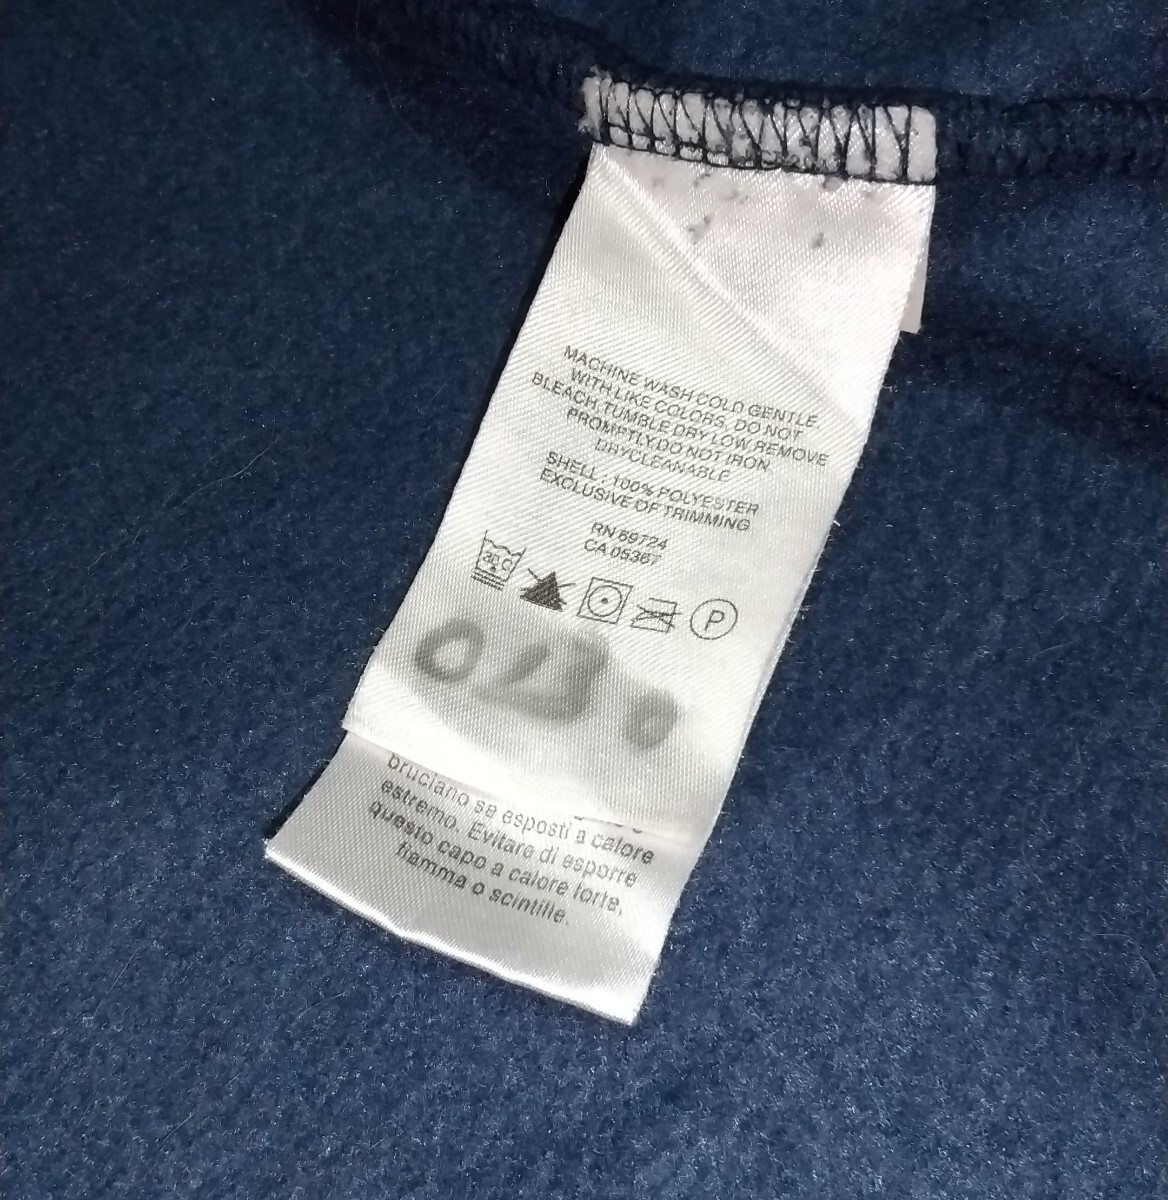 MACHINE WASH COLD GENTLE
WITH LIKE COLORS, DO NOT
BLEACH, TUMBLE DRY LOW REMOVE
PROMPTLY.DO NOT IRON,
DRYCLEANABLE
SHELL : 100% POLYESTER
EXCLUSIVE OF TRIMMING
RN 69724
CA 05367
P
bruciano se esposti a calore
estremo. Evitare di esporre
questo capo a calore forte,
fiamma o scintille.